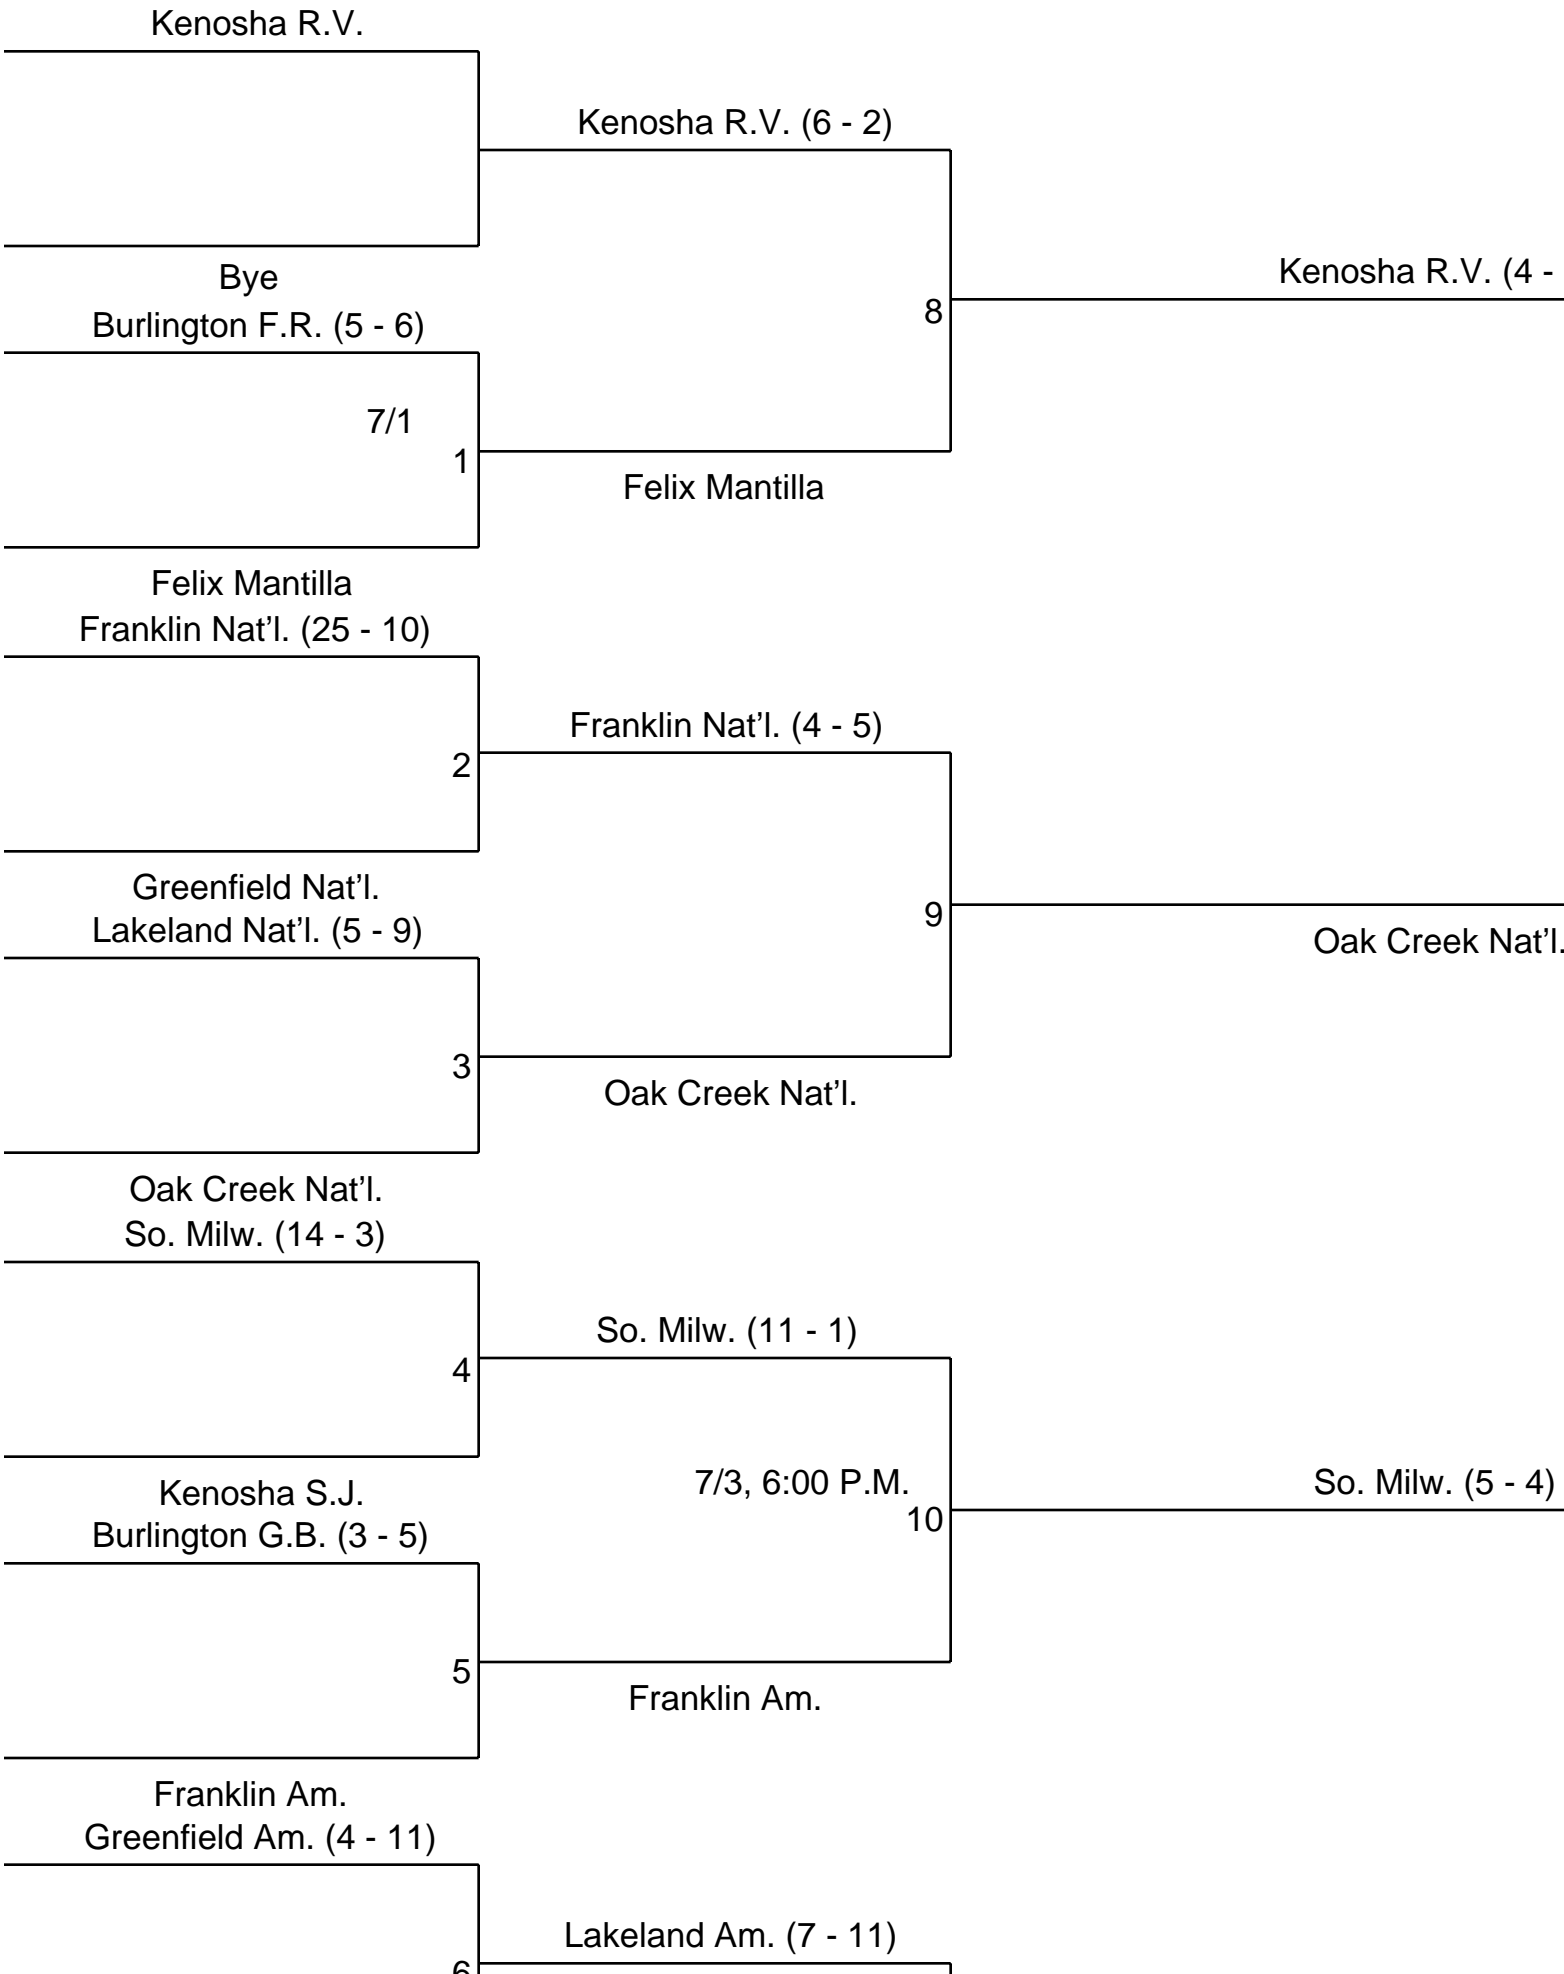 Kenosha R.V.
Kenosha R.V. (6 - 2)
Bye
Kenosha R.V. (4 -
8
Burlington F.R. (5 - 6)
7/1
1
Felix Mantilla
Felix Mantilla
Franklin Nat’l. (25 - 10)
Franklin Nat’l. (4 - 5)
2
Greenfield Nat’l.
Lakeland Nat’l. (5 - 9)
9
Oak Creek Nat’l.
3
Oak Creek Nat’l.
Oak Creek Nat’l.
So. Milw. (14 - 3)
So. Milw. (11 - 1)
4
Kenosha S.J.
7/3, 6:00 P.M.
So. Milw. (5 - 4)
10
Burlington G.B. (3 - 5)
5
Franklin Am.
Franklin Am.
Greenfield Am. (4 - 11)
Lakeland Am. (7 - 11)
6